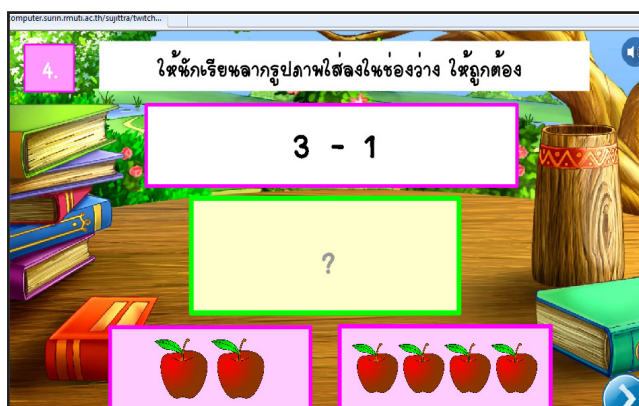 omputer.surin.rmuti.ac.th/sujittra/twitch...
4.
ให้นักเรียนลากรูปภาพใส่ลงในช่องว่าง ให้ถูกต้อง
3 - 1
?